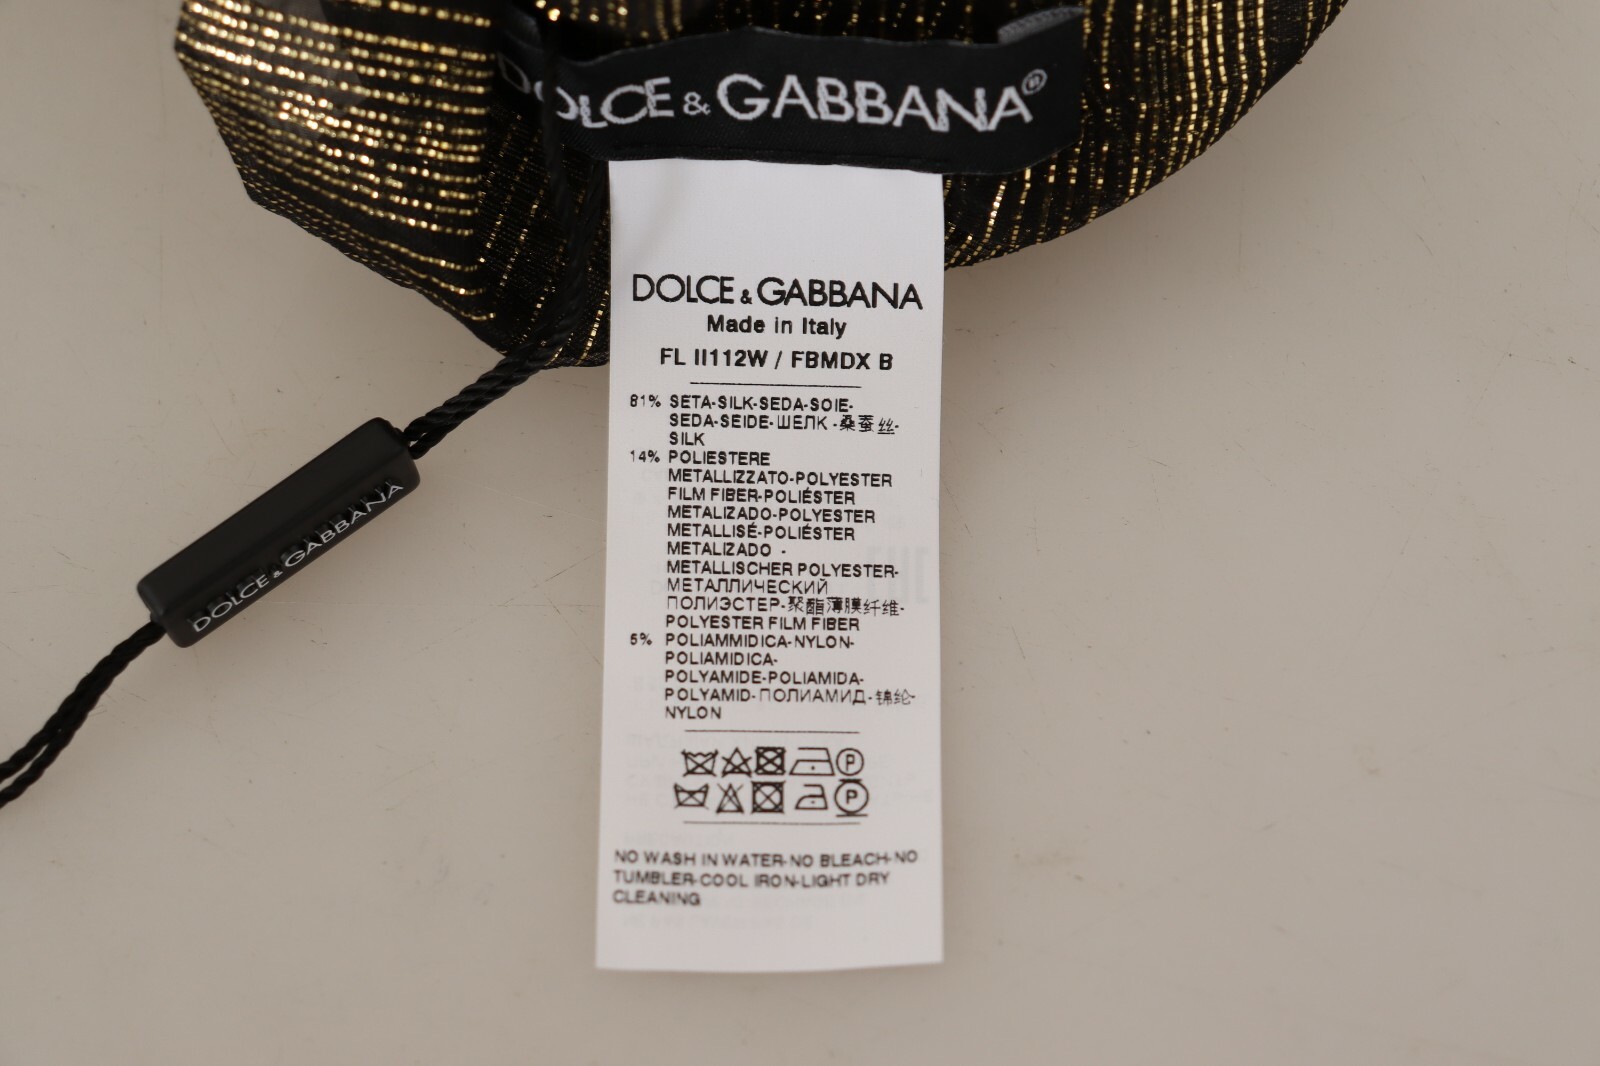 DOLCE & GABBANA®
DOLCE & GABBANA
Made in Italy
FL II112W / FBMDX B
81% SETA-SILK-SEDA-SOIE-
SEDA-SEIDE-ШЕЛК-桑蚕丝-
SILK
14% POLIESTERE
METALLIZZATO-POLYESTER
FILM FIBER-POLIÉSTER
METALIZADO-POLYESTER
METALLISÉ-POLIÉSTER
METALIZADO -
METALLISCHER POLYESTER-
МЕТАЛЛИЧЕСКИЙ
ПОЛИЭСТЕР-聚酯薄膜纤维-
POLYESTER FILM FIBER
5% POLIAMMIDICA-NYLON-
POLIAMIDICA-
POLYAMIDE-POLIAMIDA-
POLYAMID-ПОЛИАМИД-锦纶-
NYLON
P
P
NO WASH IN WATER-NO BLEACH-NO
TUMBLER-COOL IRON-LIGHT DRY
CLEANING
DOLCE & GABBANA